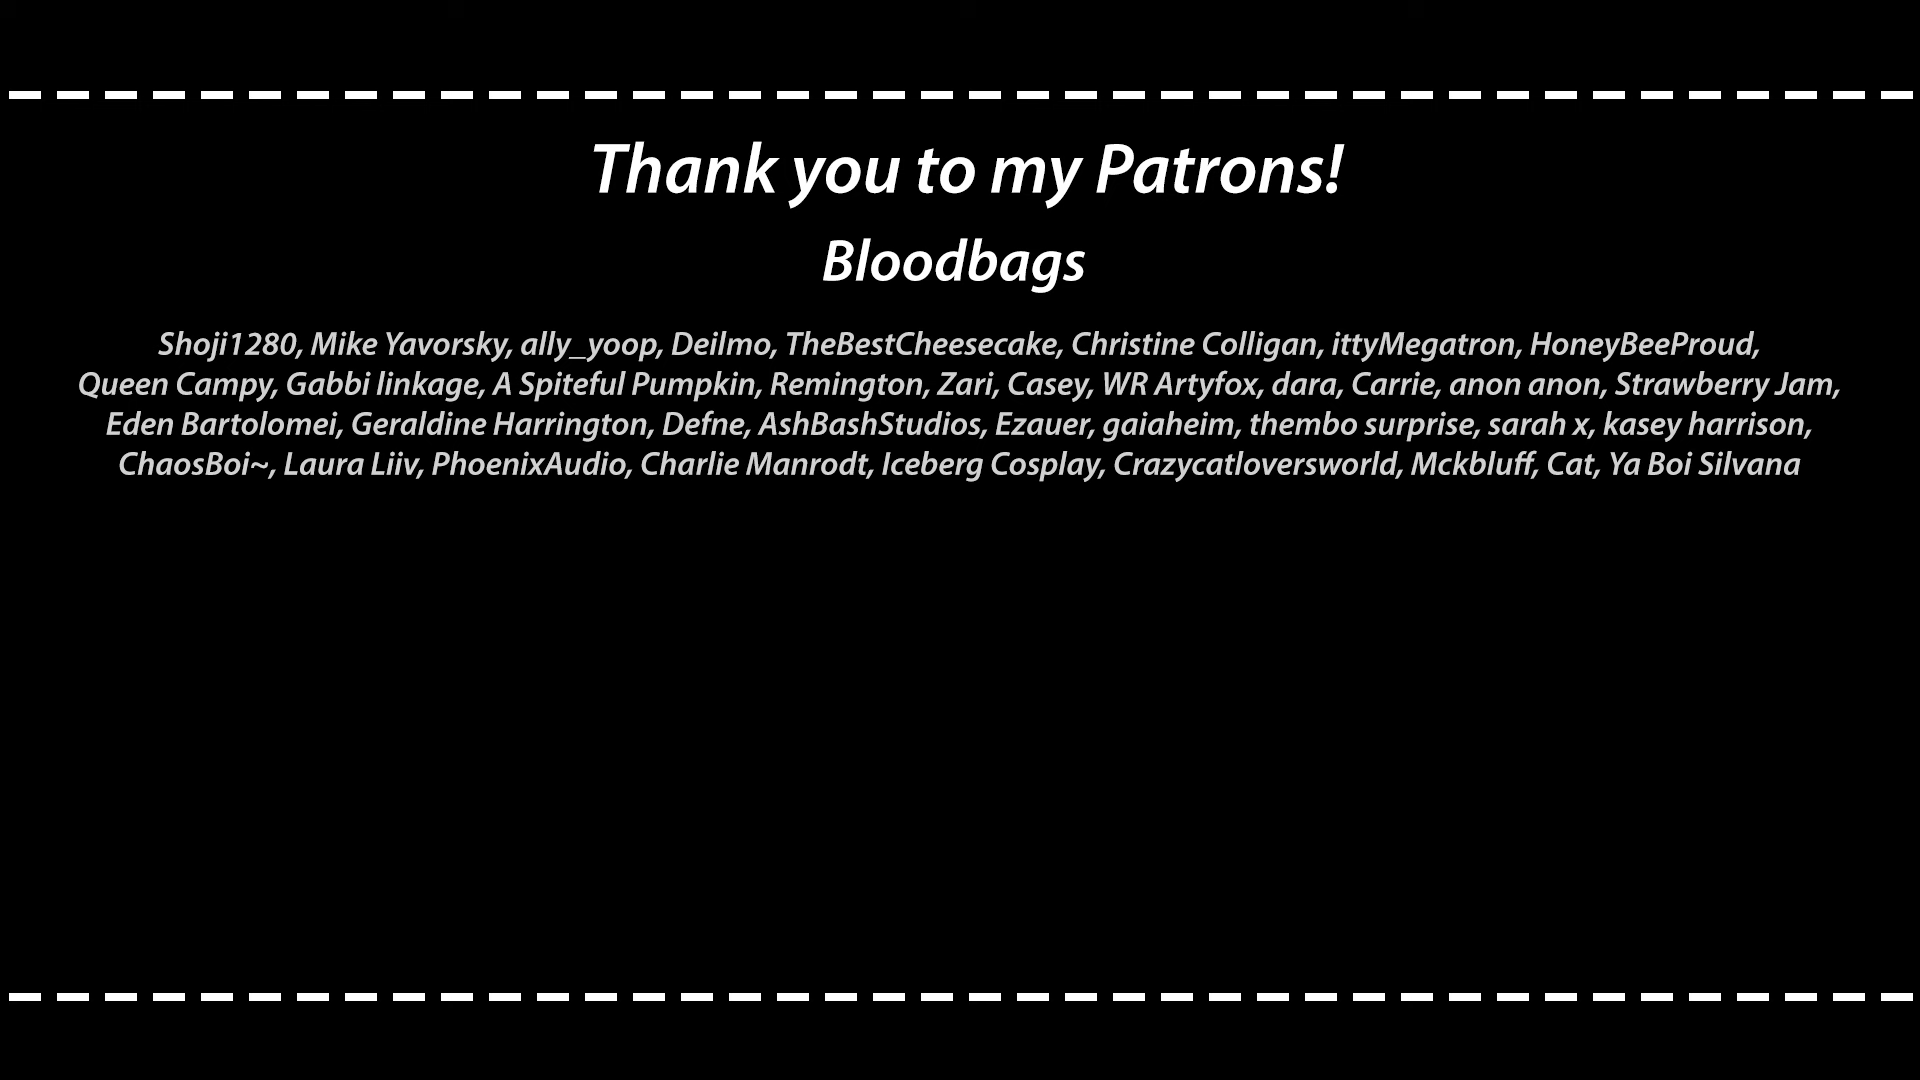 Thank you to my Patrons!
Bloodbags
Shoji1280, Mike Yavorsky, ally_yoop, Deilmo, TheBestCheesecake, Christine Colligan, ittyMegatron, HoneyBeeProud,
Queen Campy, Gabbi linkage, A Spiteful Pumpkin, Remington, Zari, Casey, WR Artyfox, dara, Carrie, anon anon, Strawberry Jam,
Eden Bartolomei, Geraldine Harrington, Defne, AshBashStudios, Ezauer, gaiaheim, thembo surprise, sarah x, kasey harrison,
ChaosBoi~, Laura Liiv, PhoenixAudio, Charlie Manrodt, Iceberg Cosplay, Crazycatloversworld, Mckbluff, Cat, Ya Boi Silvana